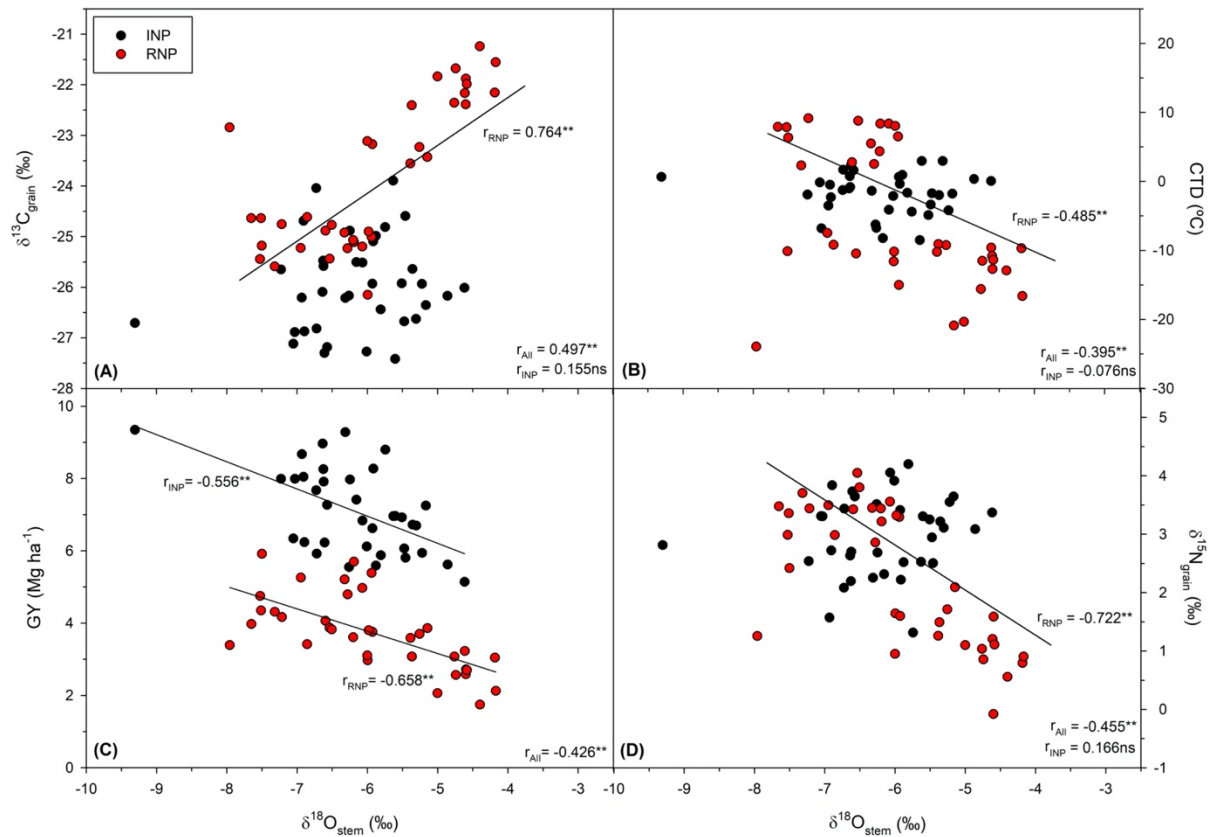 INP
RNP
-21
-22
-23
-24
-25
-26
-27
-28
δ13Cgrain (‰)
rRNP = 0.764**
rAll = 0.497**
rINP = 0.155ns
(A)
20
10
0
-10
-20
-30
CTD (ºC)
rRNP = -0.485**
rAll = -0.395**
rINP = -0.076ns
(B)
10
8
6
4
2
0
GY (Mg ha-1)
rINP= -0.556**
rRNP= -0.658**
rAll= -0.426**
(C)
-10 -9 -8 -7 -6 -5 -4 -3
δ18Ostem (‰)
5
4
3
2
1
0
-1
δ15Ngrain (‰)
rRNP = -0.722**
rAll = -0.455**
rINP = 0.166ns
(D)
-10 -9 -8 -7 -6 -5 -4 -3
δ18Ostem (‰)